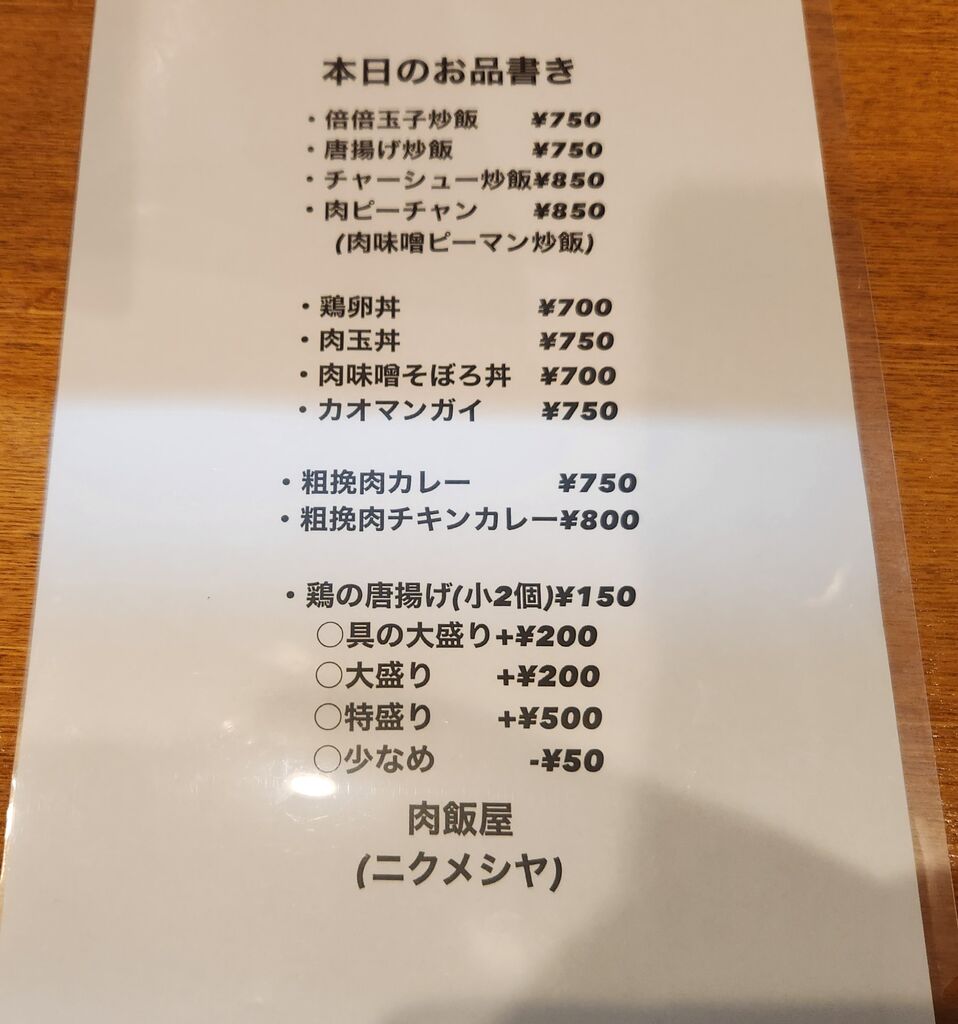 本日のお品書き
・倍倍玉子炒飯 ¥750
・唐揚げ炒飯 ¥750
・チャーシュー炒飯¥850
・肉ピーチャン ¥850
(肉味噌ピーマン炒飯)
・鶏卵丼 ¥700
・肉玉丼 ¥750
・肉味噌そぼろ丼 ¥700
・カオマンガイ ¥750
・粗挽肉カレー ¥750
・粗挽肉チキンカレー¥800
・鶏の唐揚げ(小2個)¥150
○具の大盛り+¥200
○大盛り +¥200
○特盛り +¥500
○少なめ -¥50
肉飯屋
(ニクメシヤ)